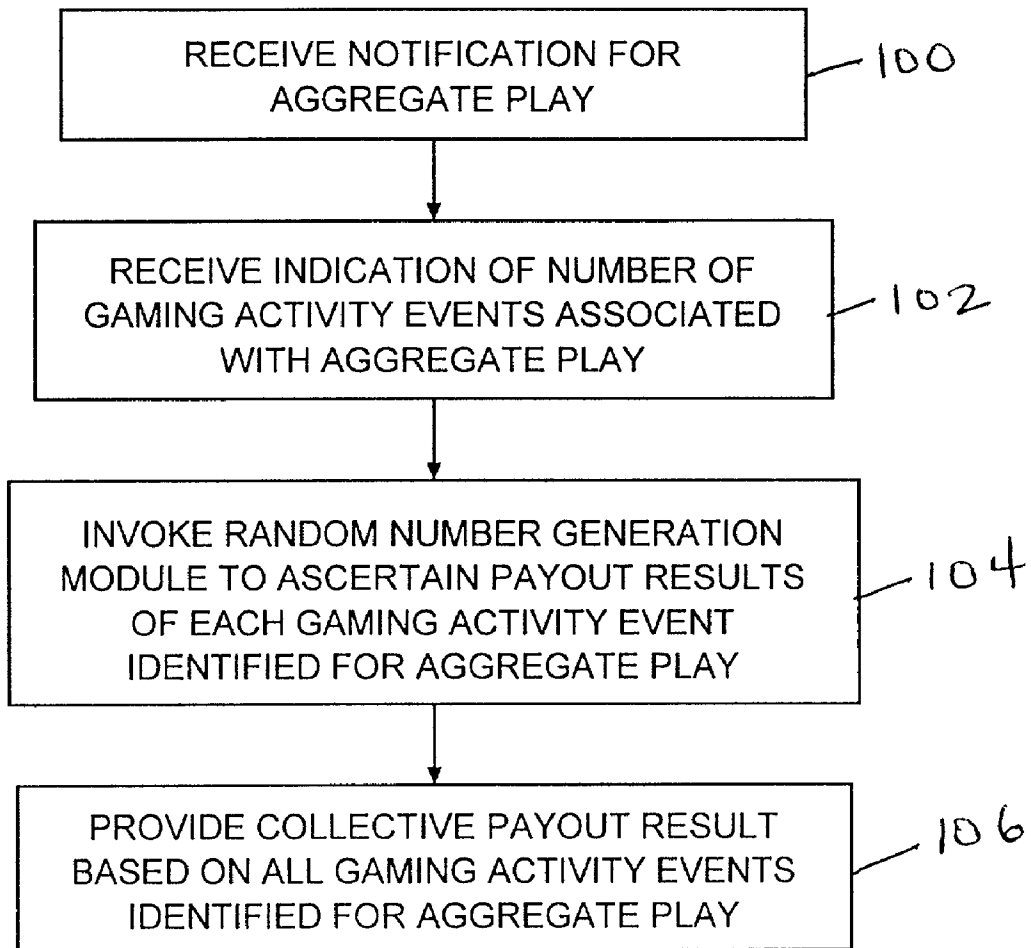 RECEIVE NOTIFICATION FOR
AGGREGATE PLAY
100
RECEIVE INDICATION OF NUMBER OF
GAMING ACTIVITY EVENTS ASSOCIATED
WITH AGGREGATE PLAY
102
INVOKE RANDOM NUMBER GENERATION
MODULE TO ASCERTAIN PAYOUT RESULTS
OF EACH GAMING ACTIVITY EVENT
IDENTIFIED FOR AGGREGATE PLAY
104
PROVIDE COLLECTIVE PAYOUT RESULT
BASED ON ALL GAMING ACTIVITY EVENTS
IDENTIFIED FOR AGGREGATE PLAY
106